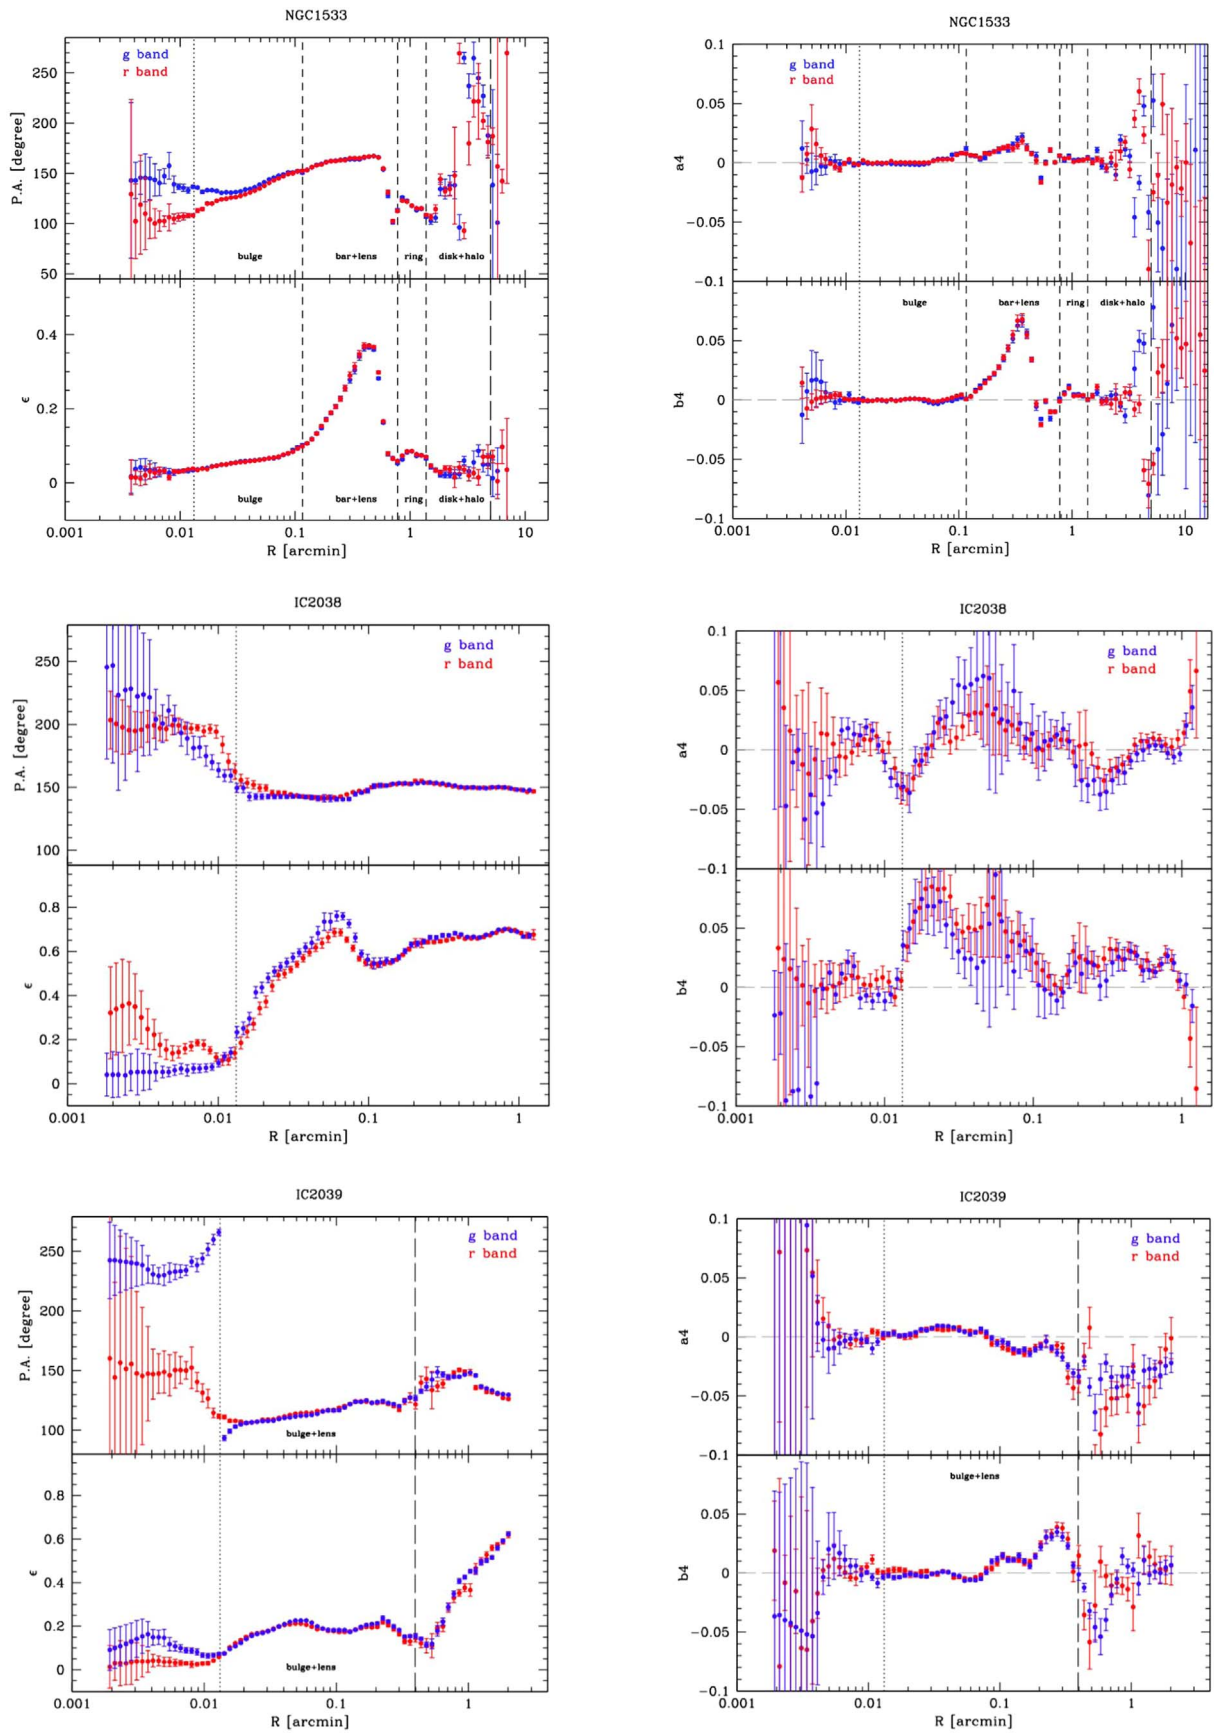 NGC1533
g band
r band
250
200
150
100
50
P.A. [degree]
bulge
bar+lens
ring
disk+halo
0.4
0.2
0
ϵ
bulge
bar+lens
ring
disk+halo
0.001
0.01
0.1
1
10
R [arcmin]
NGC1533
g band
r band
0.1
0.05
0
−0.05
−0.1
a4
bulge
bar+lens
ring
disk+halo
0.05
0
−0.05
−0.1
b4
0.001
0.01
0.1
1
10
R [arcmin]
IC2038
g band
r band
250
200
150
100
P.A. [degree]
0.8
0.6
0.4
0.2
0
ϵ
0.001
0.01
0.1
1
R [arcmin]
IC2038
g band
r band
0.1
0.05
0
−0.05
−0.1
a4
0.05
0
−0.05
−0.1
b4
0.001
0.01
0.1
1
R [arcmin]
IC2039
g band
r band
250
200
150
100
P.A. [degree]
bulge+lens
0.8
0.6
0.4
0.2
0
ϵ
bulge+lens
0.001
0.01
0.1
1
R [arcmin]
IC2039
g band
r band
0.1
0.05
0
−0.05
−0.1
a4
bulge+lens
0.05
0
−0.05
−0.1
b4
0.001
0.01
0.1
1
R [arcmin]